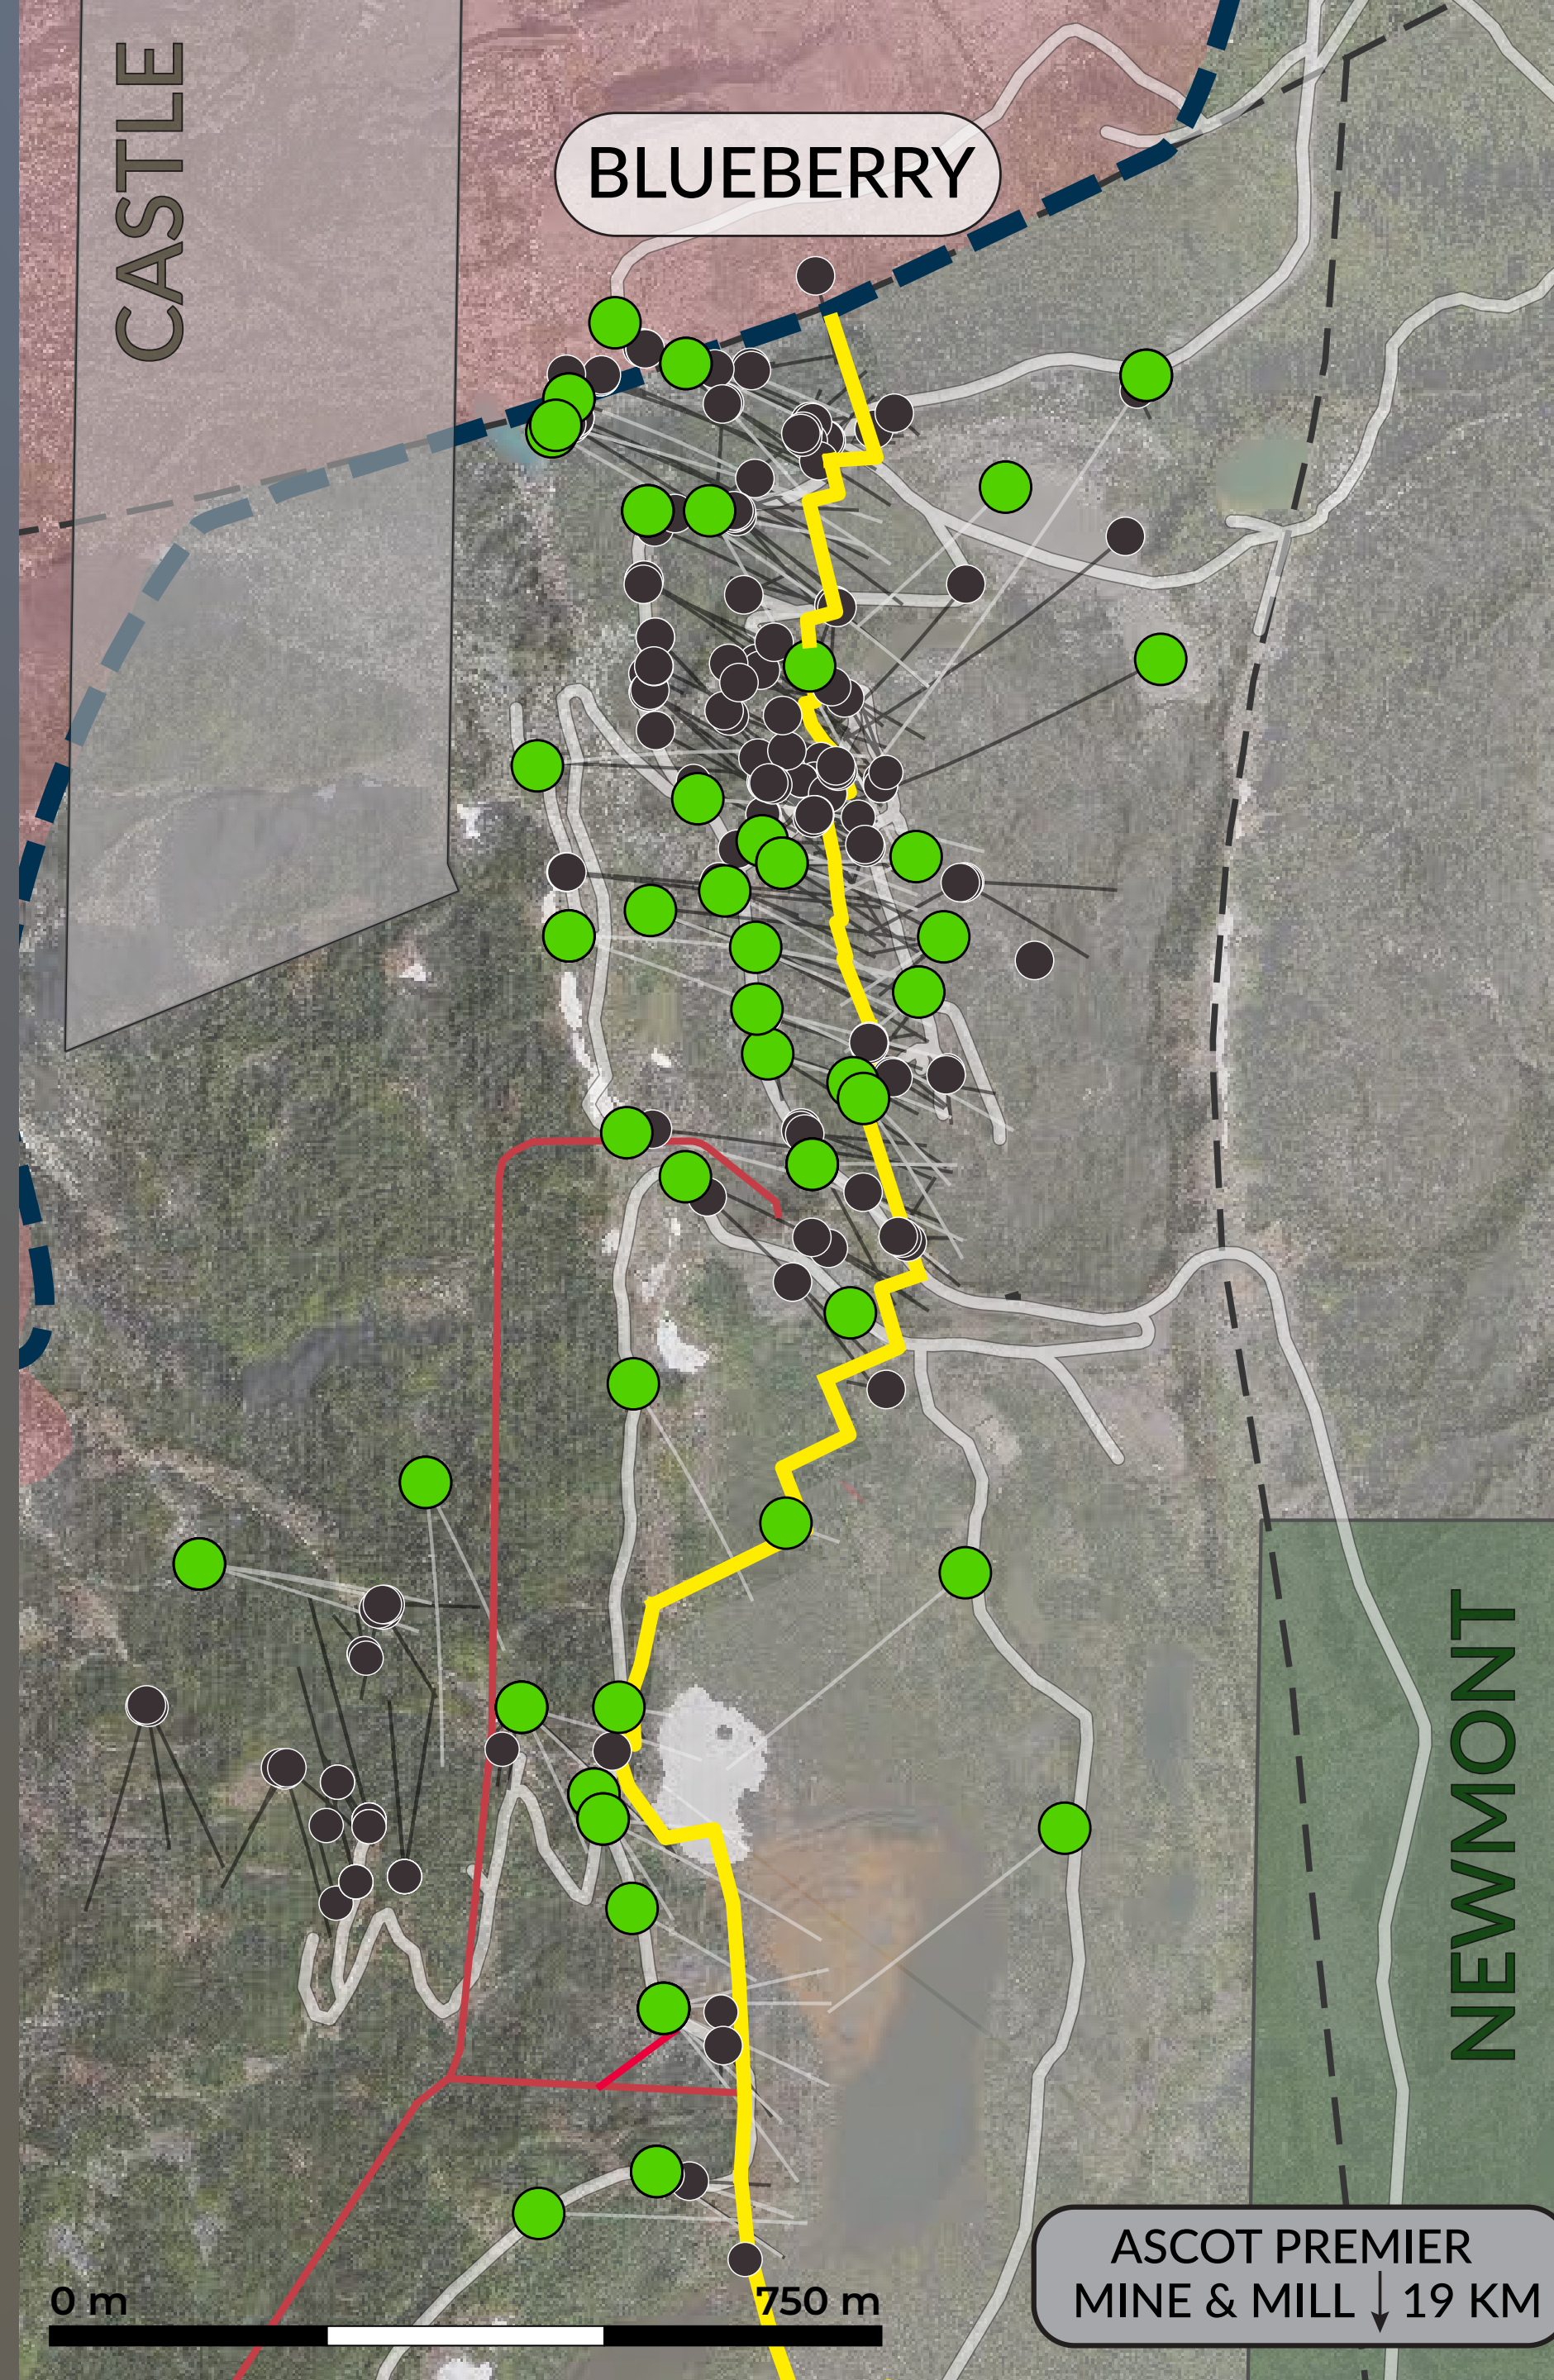 CASTLE
BLUEBERRY
NEWMONT
ASCOT PREMIER
MINE & MILL ↓ 19 KM
0 m 750 m